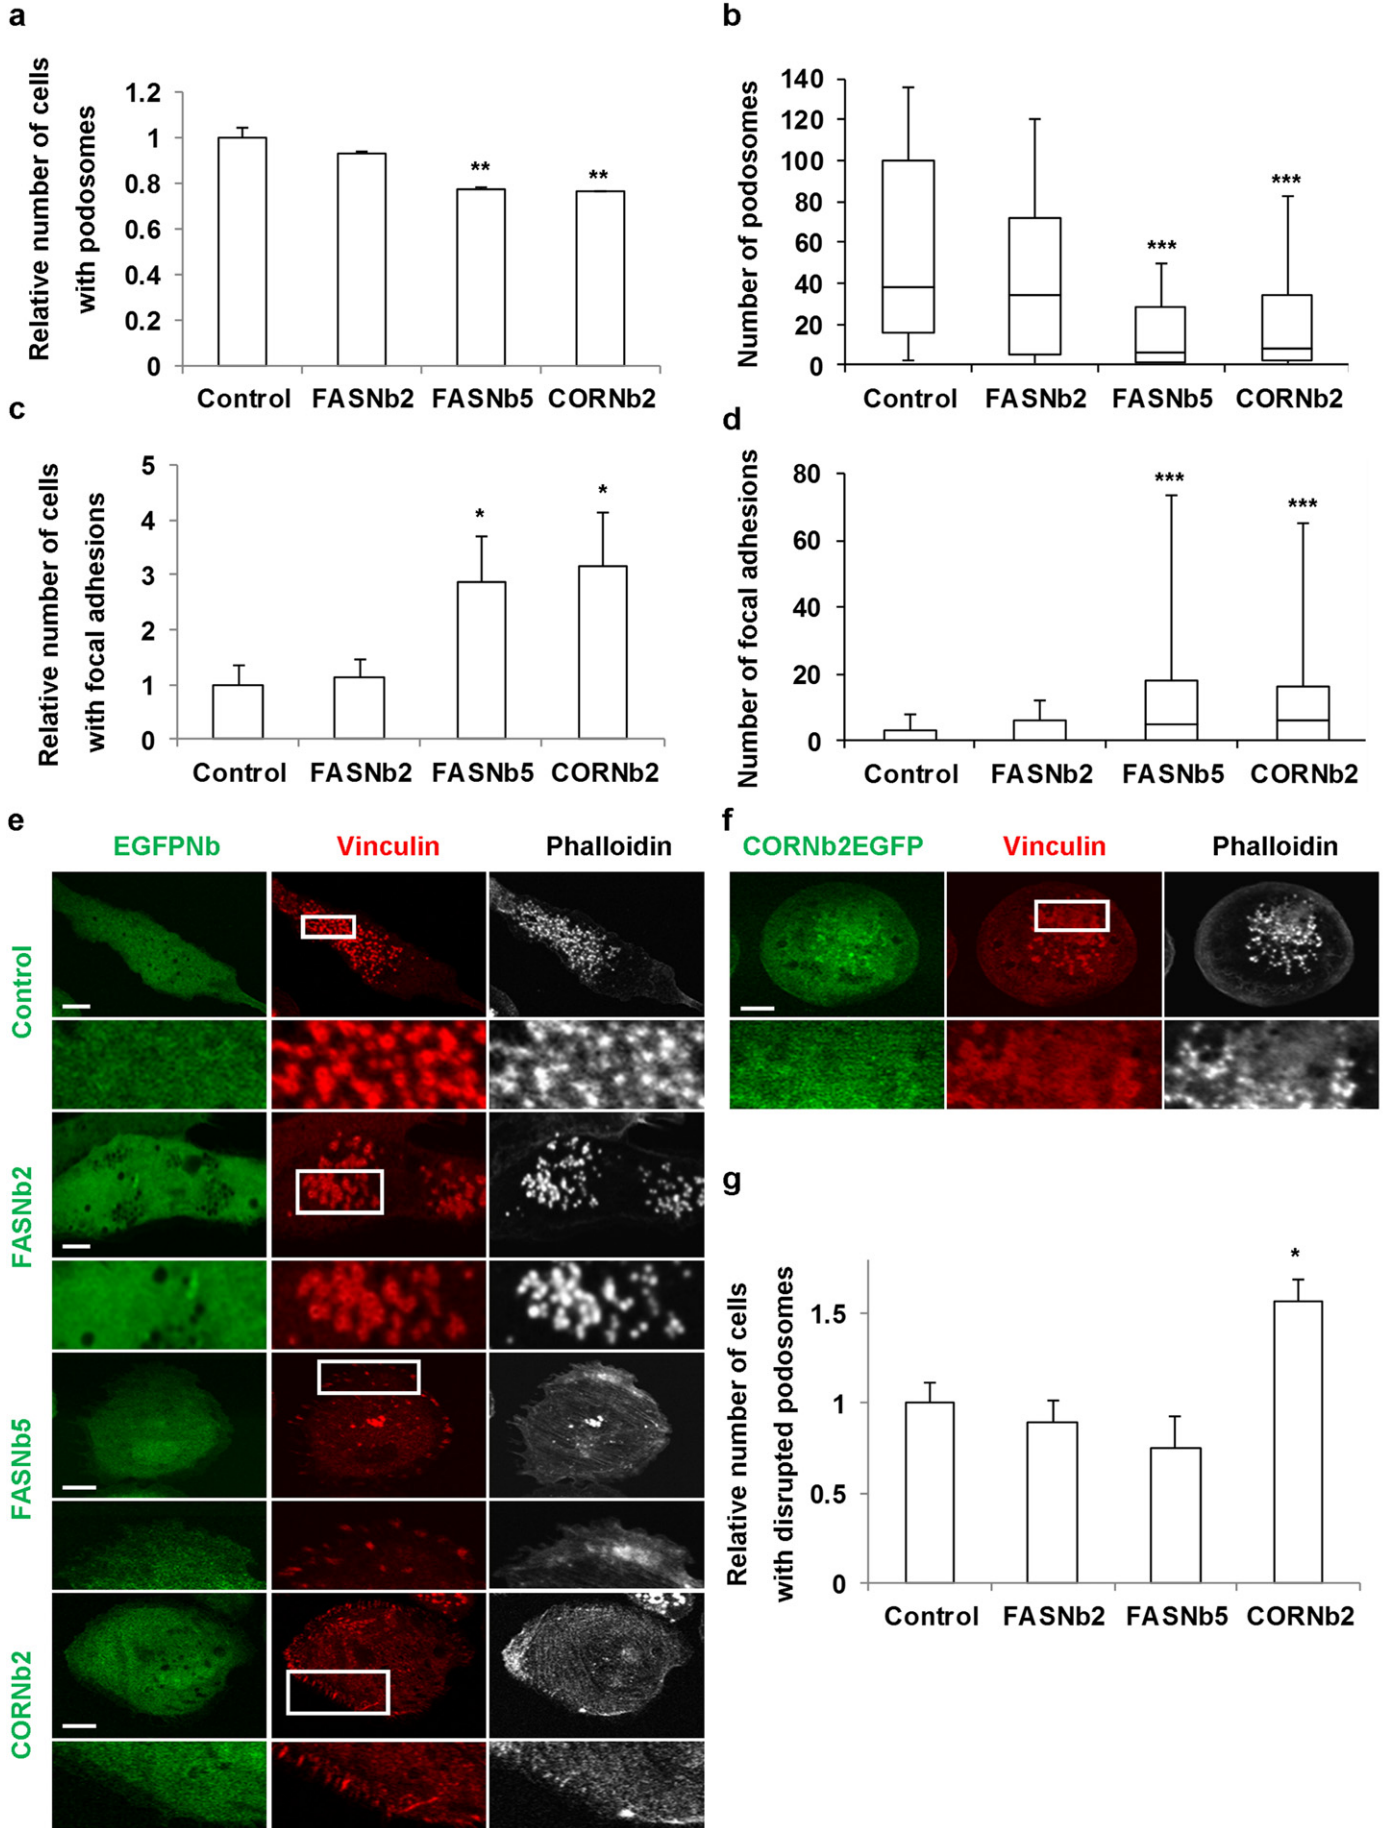 a
Relative number of cells
with podosomes
1.2
1
0.8
0.6
0.4
0.2
0
**
**
Control FASNb2 FASNb5 CORNb2
b
Number of podosomes
140
120
100
80
60
40
20
0
***
***
Control FASNb2 FASNb5 CORNb2
c
Relative number of cells
with focal adhesions
5
4
3
2
1
0
*
*
Control FASNb2 FASNb5 CORNb2
d
Number of focal adhesions
80
60
40
20
0
***
***
Control FASNb2 FASNb5 CORNb2
e
EGFPNb Vinculin Phalloidin
Control
FASNb2
FASNb5
CORNb2
f
CORNb2EGFP Vinculin Phalloidin
g
Relative number of cells
with disrupted podosomes
1.5
1
0.5
0
*
Control FASNb2 FASNb5 CORNb2